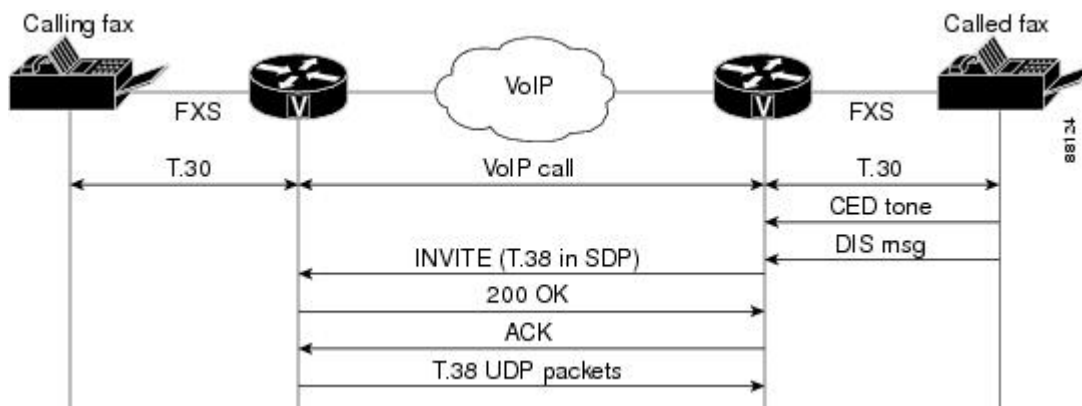 Calling fax
Called fax
VoIP
FXS
V
V
FXS
88124
T.30
VoIP call
T.30
CED tone
DIS msg
INVITE (T.38 in SDP)
200 OK
ACK
T.38 UDP packets